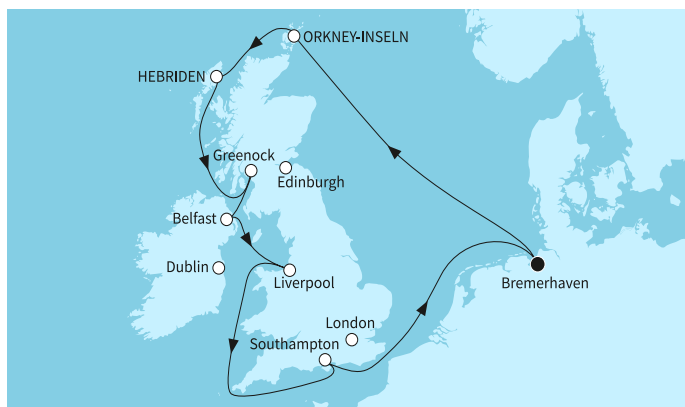 ORKNEY-INSELN
HEBRIDEN
Greenock
Edinburgh
Belfast
Dublin
Liverpool
Bremerhaven
London
Southampton